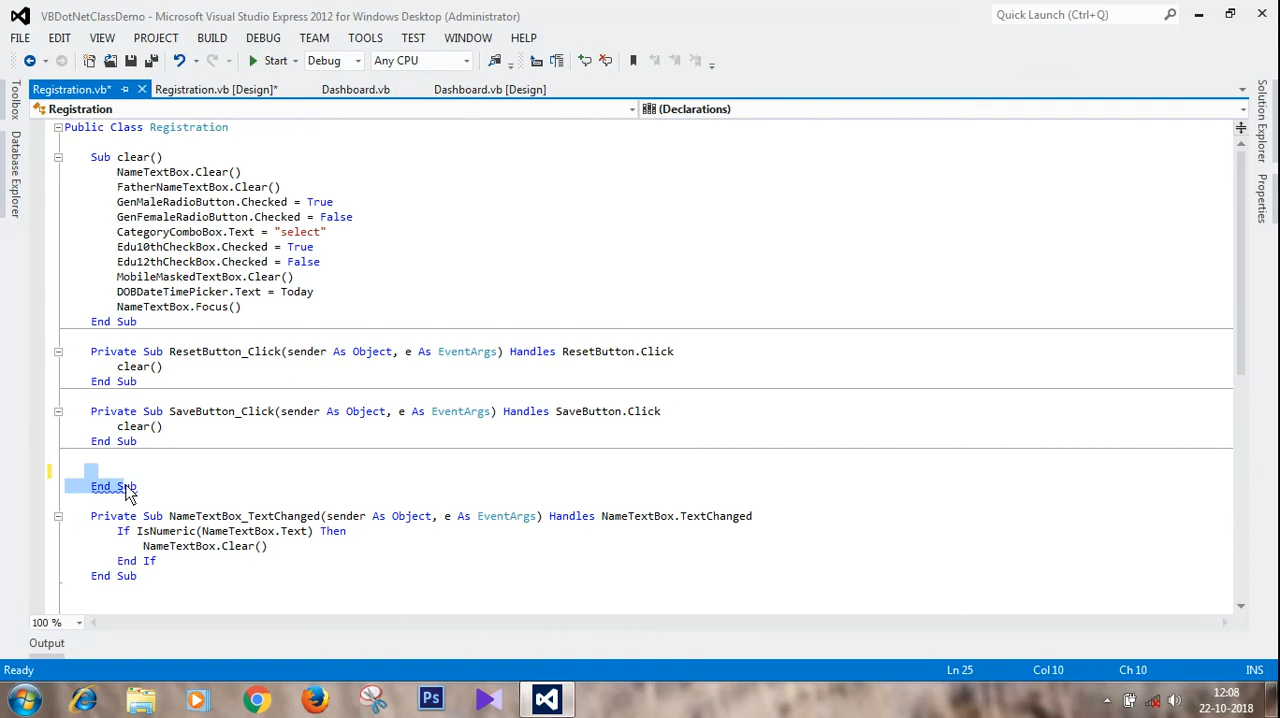 VBDotNetClassDemo - Microsoft Visual Studio Express 2012 for Windows Desktop (Administrator)
Quick Launch (Ctrl+Q)
FILE EDIT VIEW PROJECT BUILD DEBUG TEAM TOOLS TEST WINDOW HELP
Start Debug Any CPU
Registration.vb* Registration.vb [Design]* Dashboard.vb Dashboard.vb [Design]
Registration (Declarations)
Toolbox
Database Explorer
Solution Explorer
Properties
Public Class Registration
Sub clear()
NameTextBox.Clear()
FatherNameTextBox.Clear()
GenMaleRadioButton.Checked = True
GenFemaleRadioButton.Checked = False
CategoryComboBox.Text = "select"
Edu10thCheckBox.Checked = True
Edu12thCheckBox.Checked = False
MobileMaskedTextBox.Clear()
DOBDateTimePicker.Text = Today
NameTextBox.Focus()
End Sub
Private Sub ResetButton_Click(sender As Object, e As EventArgs) Handles ResetButton.Click
clear()
End Sub
Private Sub SaveButton_Click(sender As Object, e As EventArgs) Handles SaveButton.Click
clear()
End Sub
End Sub
Private Sub NameTextBox_TextChanged(sender As Object, e As EventArgs) Handles NameTextBox.TextChanged
If IsNumeric(NameTextBox.Text) Then
NameTextBox.Clear()
End If
End Sub
100 %
Output
Ready Ln 25 Col 10 Ch 10 INS
Ps
12:08
22-10-2018